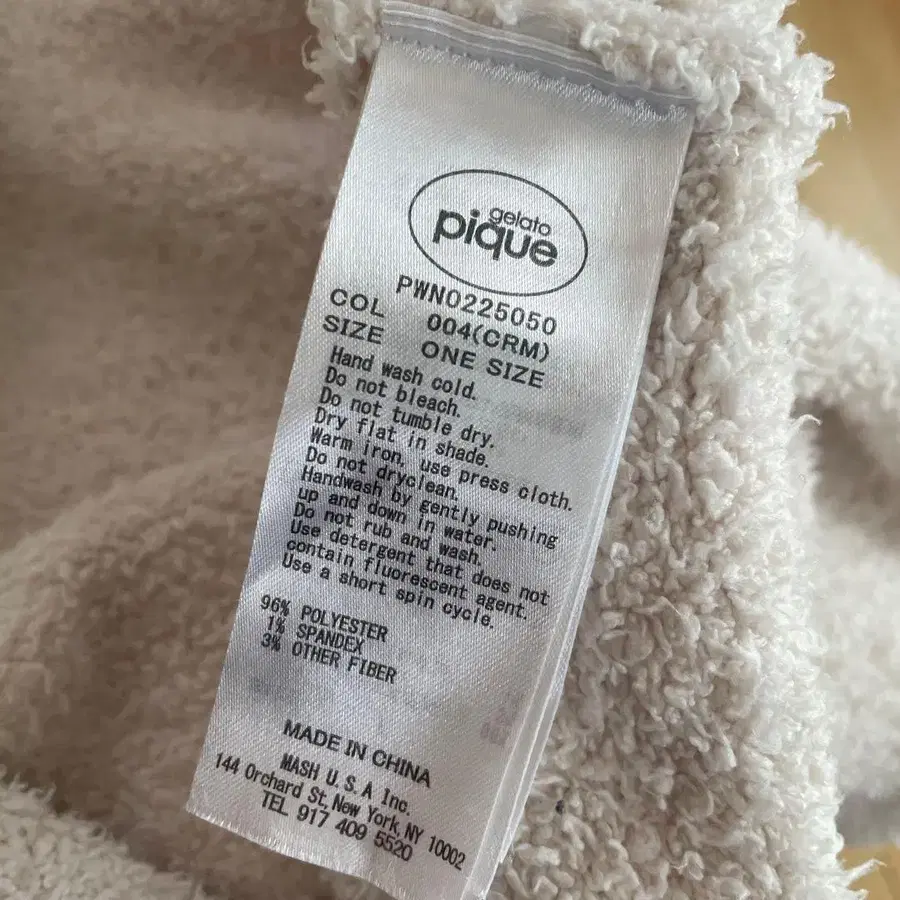 gelato
pique
PWNO225050
COL 004(CRM)
SIZE ONE SIZE
Hand wash cold.
Do not bleach.
Do not tumble dry.
Dry flat in shade.
Warm iron, use press cloth.
Do not dryclean.
Handwash by gently pushing
up and down in water.
Do not rub and wash.
Use detergent that does not
contain fluorescent agent.
Use a short spin cycle.
96% POLYESTER
1% SPANDEX
3% OTHER FIBER
MADE IN CHINA
MASH U.S.A Inc.
144 Orchard St, New York, NY 10002
TEL 917 409 5520